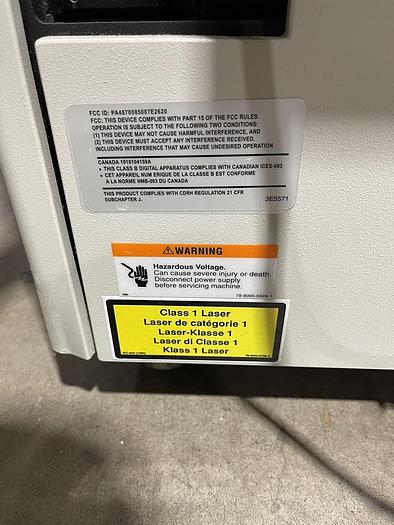 FCC ID: PA4870085007E2620
FCC: THIS DEVICE COMPLIES WITH PART 15 OF THE FCC RULES.
OPERATION IS SUBJECT TO THE FOLLOWING TWO CONDITIONS:
(1) THIS DEVICE MAY NOT CAUSE HARMFUL INTERFERENCE, AND
(2) THIS DEVICE MUST ACCEPT ANY INTERFERENCE RECEIVED,
INCLUDING INTERFERENCE THAT MAY CAUSE UNDESIRED OPERATION
CANADA 1016104159A
• THIS CLASS B DIGITAL APPARATUS COMPLIES WITH CANADIAN ICES-003
• CET APPAREIL NUM ERIQUE DE LA CLASSE B EST CONFORME
A LA NORME NMB-003 DU CANADA
THIS PRODUCT COMPLIES WITH CDRH REGULATION 21 CFR
SUBCHAPTER J.
3E5571
WARNING
Hazardous Voltage.
Can cause severe injury or death.
Disconnect power supply
before servicing machine.
78-8095-9424-1
Class 1 Laser
Laser de catégorie 1
Laser-Klasse 1
Laser di Classe 1
Klass 1 Laser